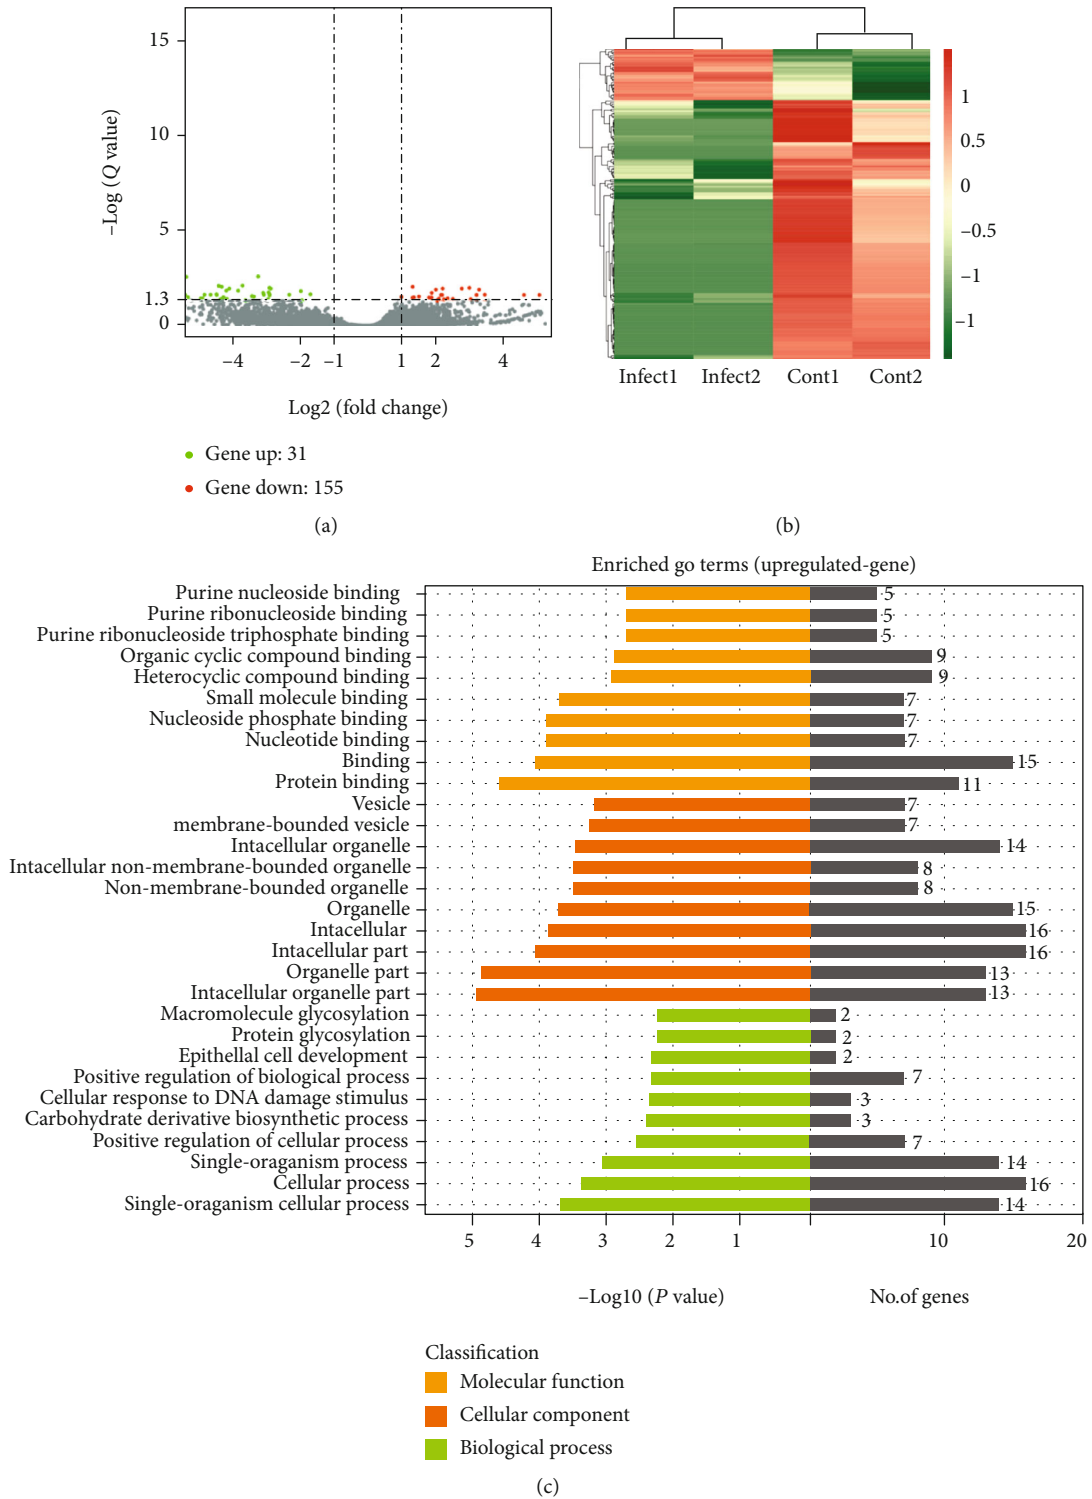 15
10
5
1.3
0
–Log (Q value)
–4
–2
–1
1
2
4
Log2 (fold change)
Gene up: 31
Gene down: 155
(a)
1
0.5
0
–0.5
–1
–1
Infect1
Infect2
Cont1
Cont2
(b)
Enriched go terms (upregulated-gene)
Purine nucleoside binding 5
Purine ribonucleoside binding 5
Purine ribonucleoside triphosphate binding 5
Organic cyclic compound binding 9
Heterocyclic compound binding 9
Small molecule binding 7
Nucleoside phosphate binding 7
Nucleotide binding 7
Binding 15
Protein binding 11
Vesicle 7
membrane-bounded vesicle 7
Intacellular organelle 14
Intacellular non-membrane-bounded organelle 8
Non-membrane-bounded organelle 8
Organelle 15
Intacellular 16
Intacellular part 16
Organelle part 13
Intacellular organelle part 13
Macromolecule glycosylation 2
Protein glycosylation 2
Epithellal cell development 2
Positive regulation of biological process 7
Cellular response to DNA damage stimulus 3
Carbohydrate derivative biosynthetic process 3
Positive regulation of cellular process 7
Single-oraganism process 14
Cellular process 16
Single-oraganism cellular process 14
5 4 3 2 1 10 20
–Log10 (P value)
No.of genes
Classification
Molecular function
Cellular component
Biological process
(c)